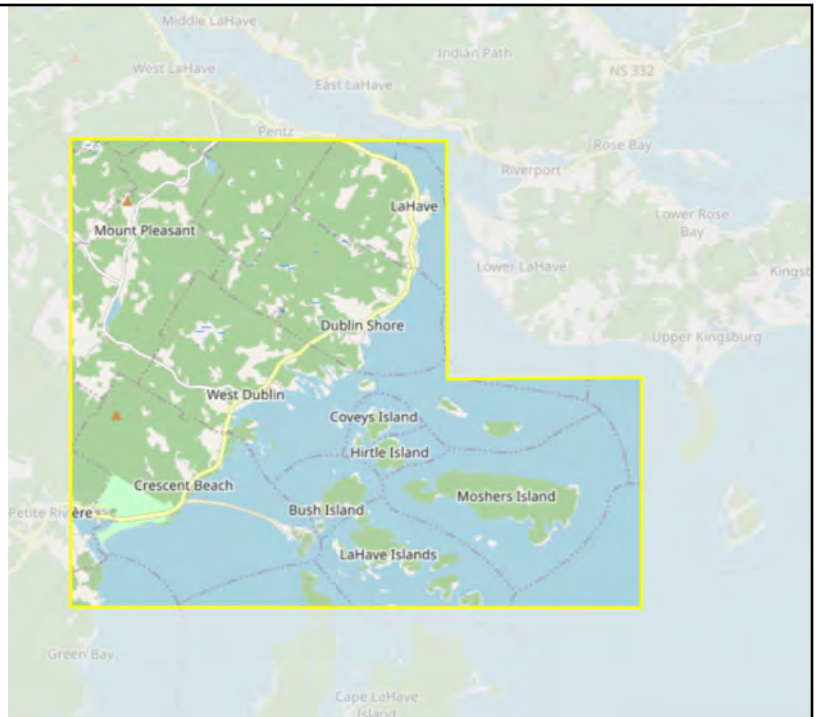 Middle LaHave
Indian Path
West LaHave
NS 332
East LaHave
Pentz
Rose Bay
Riverport
LaHave
Lower Rose
Bay
Mount Pleasant
Lower LaHave
Kingsb
Dublin Shore
Upper Kingsburg
West Dublin
Coveys Island
Hirtle Island
Crescent Beach
Moshers Island
Petite Rivière
Bush Island
LaHave Islands
Green Bay
Cape LaHave
Island